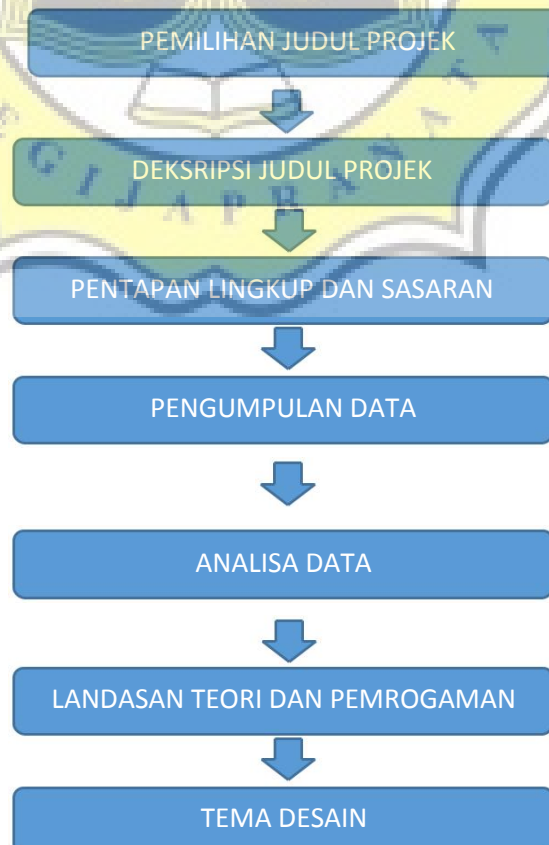 PEMILIHAN JUDUL PROJEK
DEKSRIPSI JUDUL PROJEK
GIJAPRANATA
PENTAPAN LINGKUP DAN SASARAN
PENGUMPULAN DATA
ANALISA DATA
LANDASAN TEORI DAN PEMROGAMAN
TEMA DESAIN